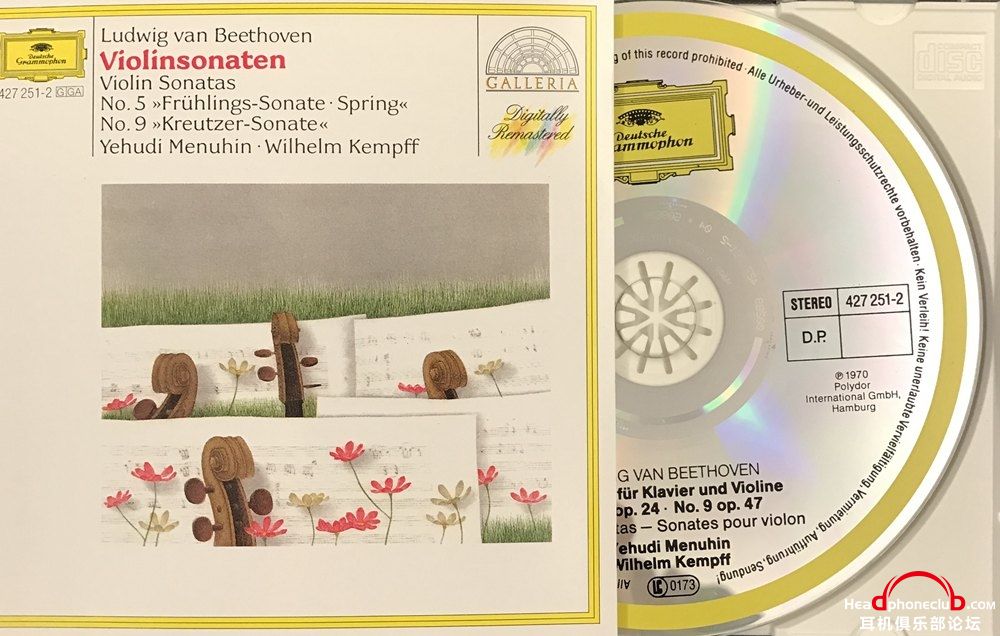 Deutsche
Grammophon
427 251-2 GGA
Ludwig van Beethoven
Violinsonaten
Violin Sonatas
No. 5 »Frühlings-Sonate · Spring«
No. 9 »Kreutzer-Sonate«
Yehudi Menuhin · Wilhelm Kempff
GALLERIA
Digitally
Remastered
g of this record prohibited · Alle Urheber- und Leistungsschutzrechte vorbehalten · Kein Verleih! Keine unerlaubte Vervielfältigung, Vermietung, Aufführung, Sendung!
Deutsche
ammophon
COMPACT
disc
DIGITAL AUDIO
STEREO 427 251-2
D.P.
℗ 1970
Polydor
International GmbH,
Hamburg
G VAN BEETHOVEN
für Klavier und Violine
op. 24 · No. 9 op. 47
tas – Sonates pour violon
Yehudi Menuhin
Wilhelm Kempff
LC 0173
All
Headphoneclub.COM
耳机俱乐部论坛